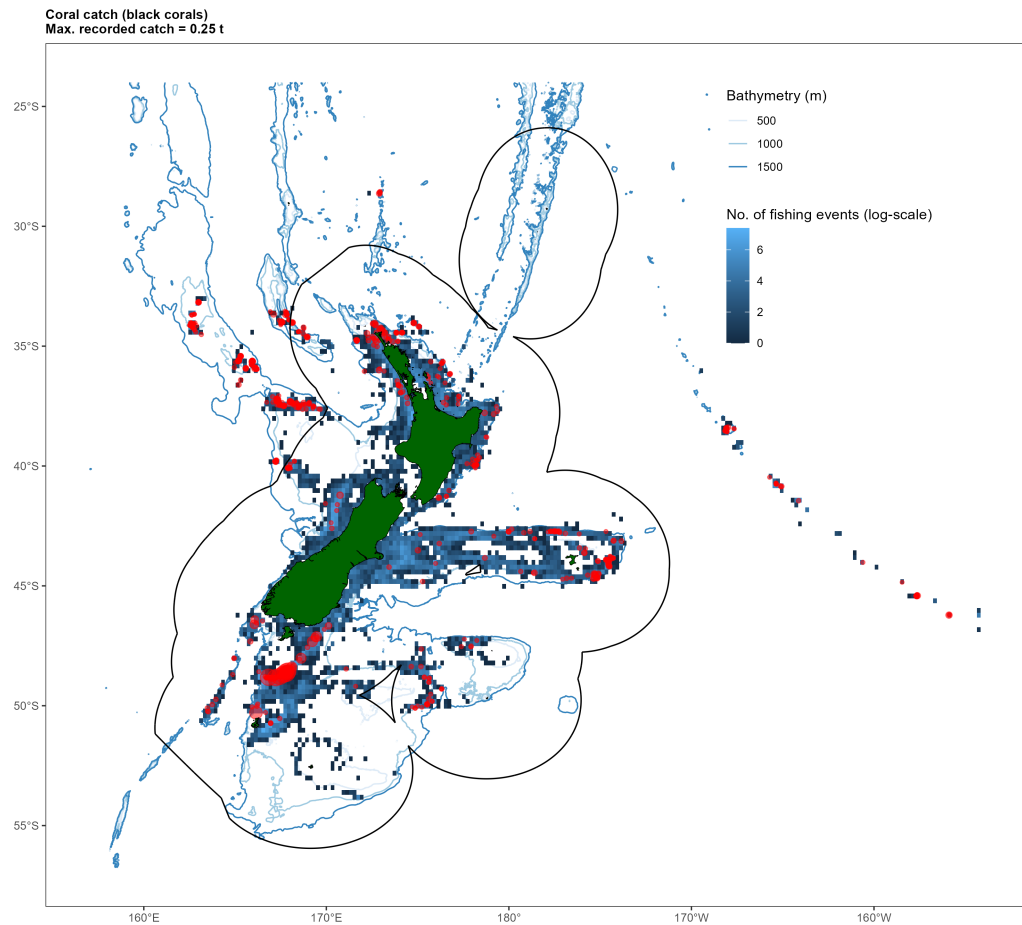 Coral catch (black corals)
Max. recorded catch = 0.25 t
Bathymetry (m)
500
1000
1500
No. of fishing events (log-scale)
6
4
2
0
25°S
30°S
35°S
40°S
45°S
50°S
55°S
160°E
170°E
180°
170°W
160°W